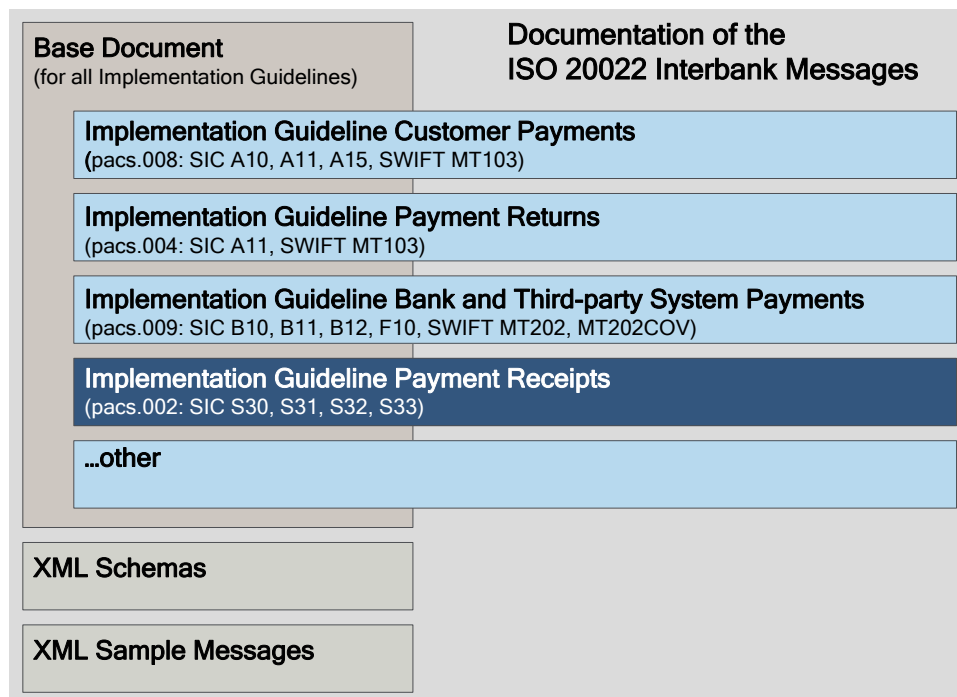 Base Document
(for all Implementation Guidelines)
Documentation of the
ISO 20022 Interbank Messages
Implementation Guideline Customer Payments
(pacs.008: SIC A10, A11, A15, SWIFT MT103)
Implementation Guideline Payment Returns
(pacs.004: SIC A11, SWIFT MT103)
Implementation Guideline Bank and Third-party System Payments
(pacs.009: SIC B10, B11, B12, F10, SWIFT MT202, MT202COV)
Implementation Guideline Payment Receipts
(pacs.002: SIC S30, S31, S32, S33)
...other
XML Schemas
XML Sample Messages